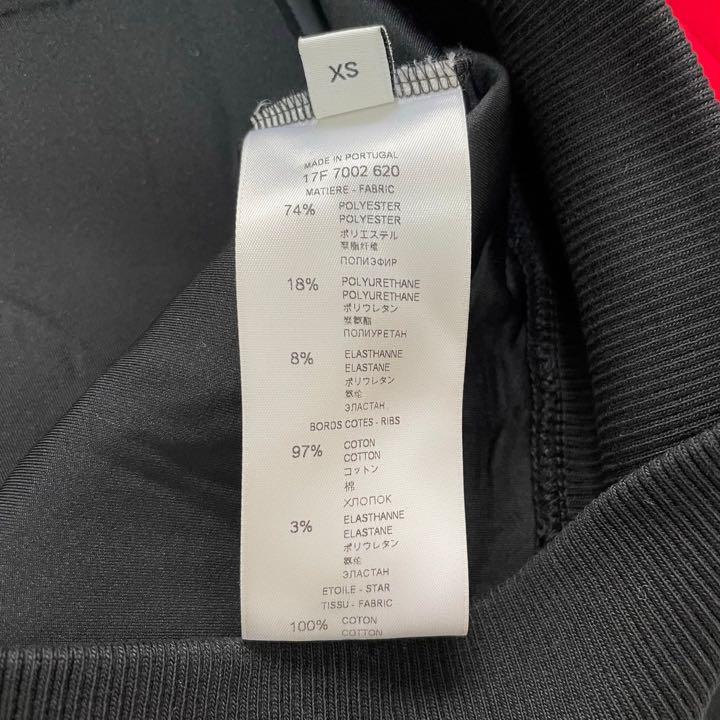 XS
MADE IN PORTUGAL
17F 7002 620
MATIERE - FABRIC
74% POLYESTER
POLYESTER
ポリエステル
聚脂纤维
ПОЛИЭФИР
18% POLYURETHANE
POLYURETHANE
ポリウレタン
聚氨酯
ПОЛИУРЕТАН
8% ELASTHANNE
ELASTANE
ポリウレタン
氨纶
ЭЛАСТАН
BORDS COTES - RIBS
97% COTON
COTTON
コットン
棉
ХЛОПОК
3% ELASTHANNE
ELASTANE
ポリウレタン
氨纶
ЭЛАСТАН
ETOILE - STAR
TISSU - FABRIC
100% COTON
COTTON